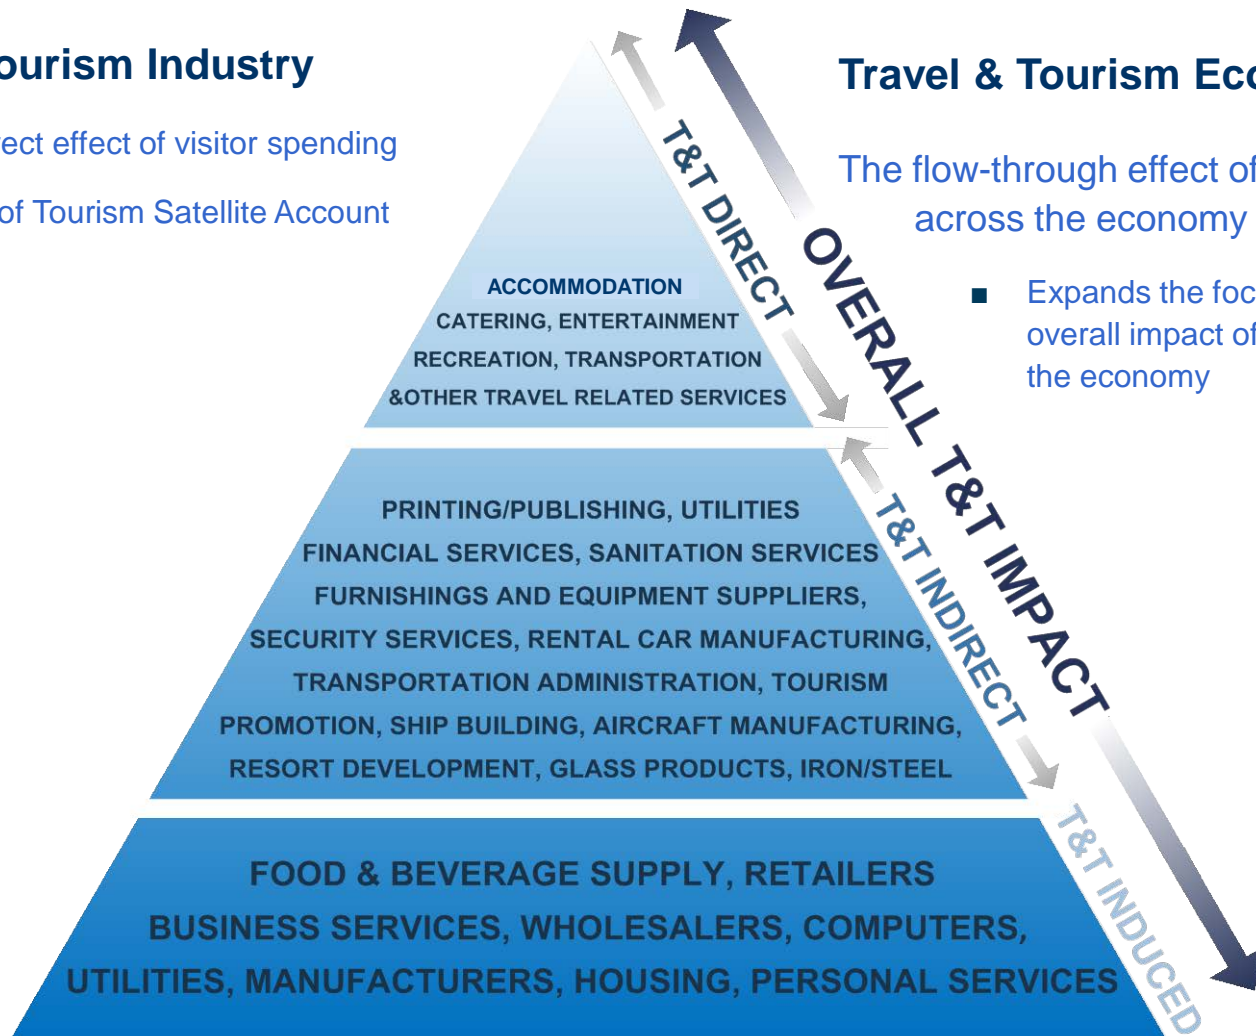 ourism Industry
ect effect of visitor spending
of Tourism Satellite Account
Travel & Tourism Eco
The flow-through effect of
across the economy
■ Expands the foc
overall impact of
the economy
T&T DIRECT
OVERALL T&T IMPACT
T&T INDIRECT
T&T INDUCED
ACCOMMODATION
CATERING, ENTERTAINMENT
RECREATION, TRANSPORTATION
&OTHER TRAVEL RELATED SERVICES
PRINTING/PUBLISHING, UTILITIES
FINANCIAL SERVICES, SANITATION SERVICES
FURNISHINGS AND EQUIPMENT SUPPLIERS,
SECURITY SERVICES, RENTAL CAR MANUFACTURING,
TRANSPORTATION ADMINISTRATION, TOURISM
PROMOTION, SHIP BUILDING, AIRCRAFT MANUFACTURING,
RESORT DEVELOPMENT, GLASS PRODUCTS, IRON/STEEL
FOOD & BEVERAGE SUPPLY, RETAILERS
BUSINESS SERVICES, WHOLESALERS, COMPUTERS,
UTILITIES, MANUFACTURERS, HOUSING, PERSONAL SERVICES